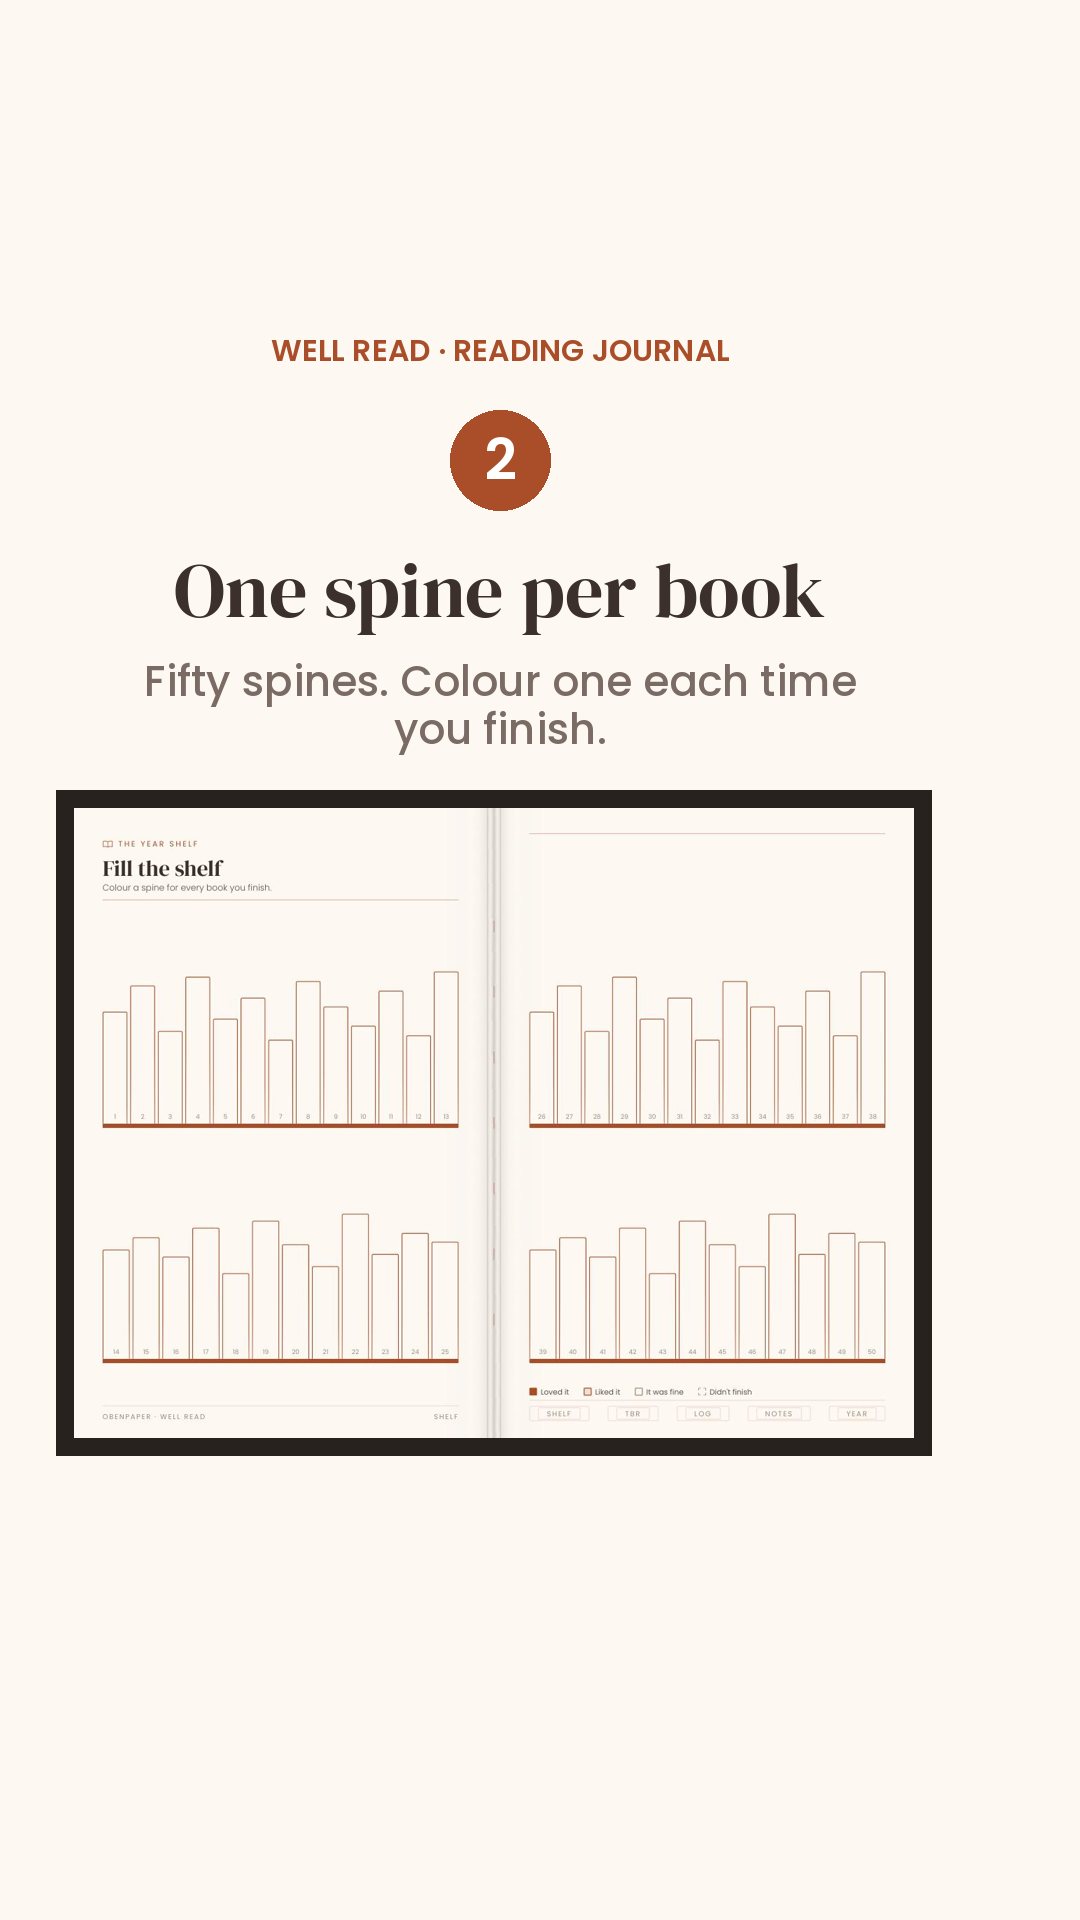 WELL READ · READING JOURNAL
2
One spine per book
Fifty spines. Colour one each time
you finish.
THE YEAR SHELF
Fill the shelf
Colour a spine for every book you finish.
1 2 3 4 5 6 7 8 9 10 11 12 13
14 15 16 17 18 19 20 21 22 23 24 25
OBENPAPER · WELL READ SHELF
26 27 28 29 30 31 32 33 34 35 36 37 38
39 40 41 42 43 44 45 46 47 48 49 50
Loved it Liked it It was fine Didn't finish
SHELF TBR LOG NOTES YEAR